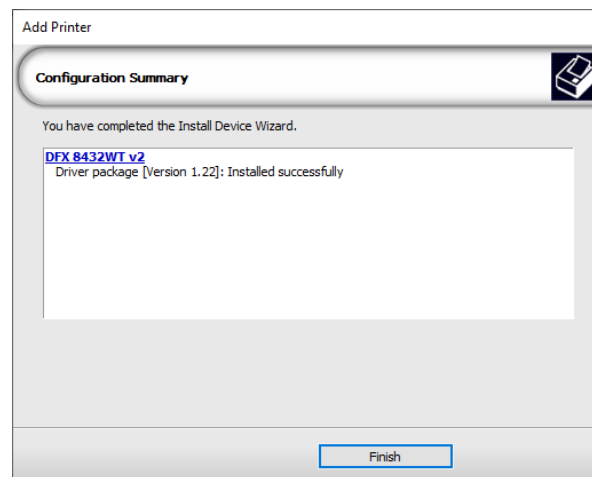 Add Printer
Configuration Summary
You have completed the Install Device Wizard.
DFX 8432WT v2
Driver package [Version 1.22]: Installed successfully
Finish